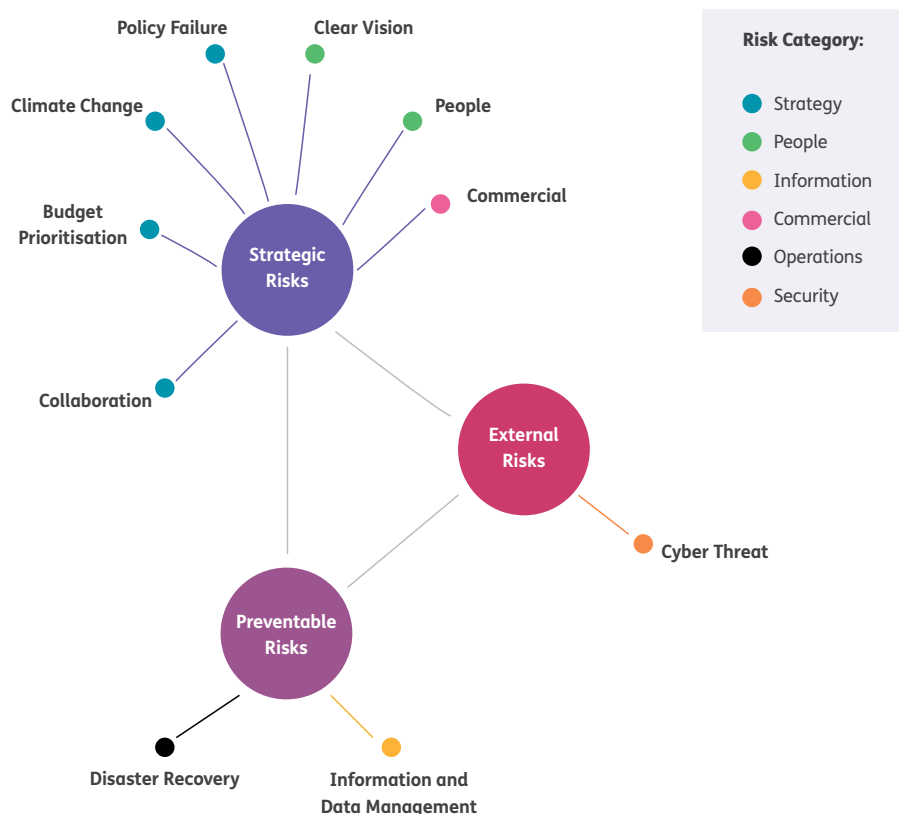 Policy Failure
Clear Vision
Climate Change
People
Budget
Prioritisation
Commercial
Strategic
Risks
Collaboration
External
Risks
Cyber Threat
Preventable
Risks
Disaster Recovery
Information and
Data Management
Risk Category:
Strategy
People
Information
Commercial
Operations
Security